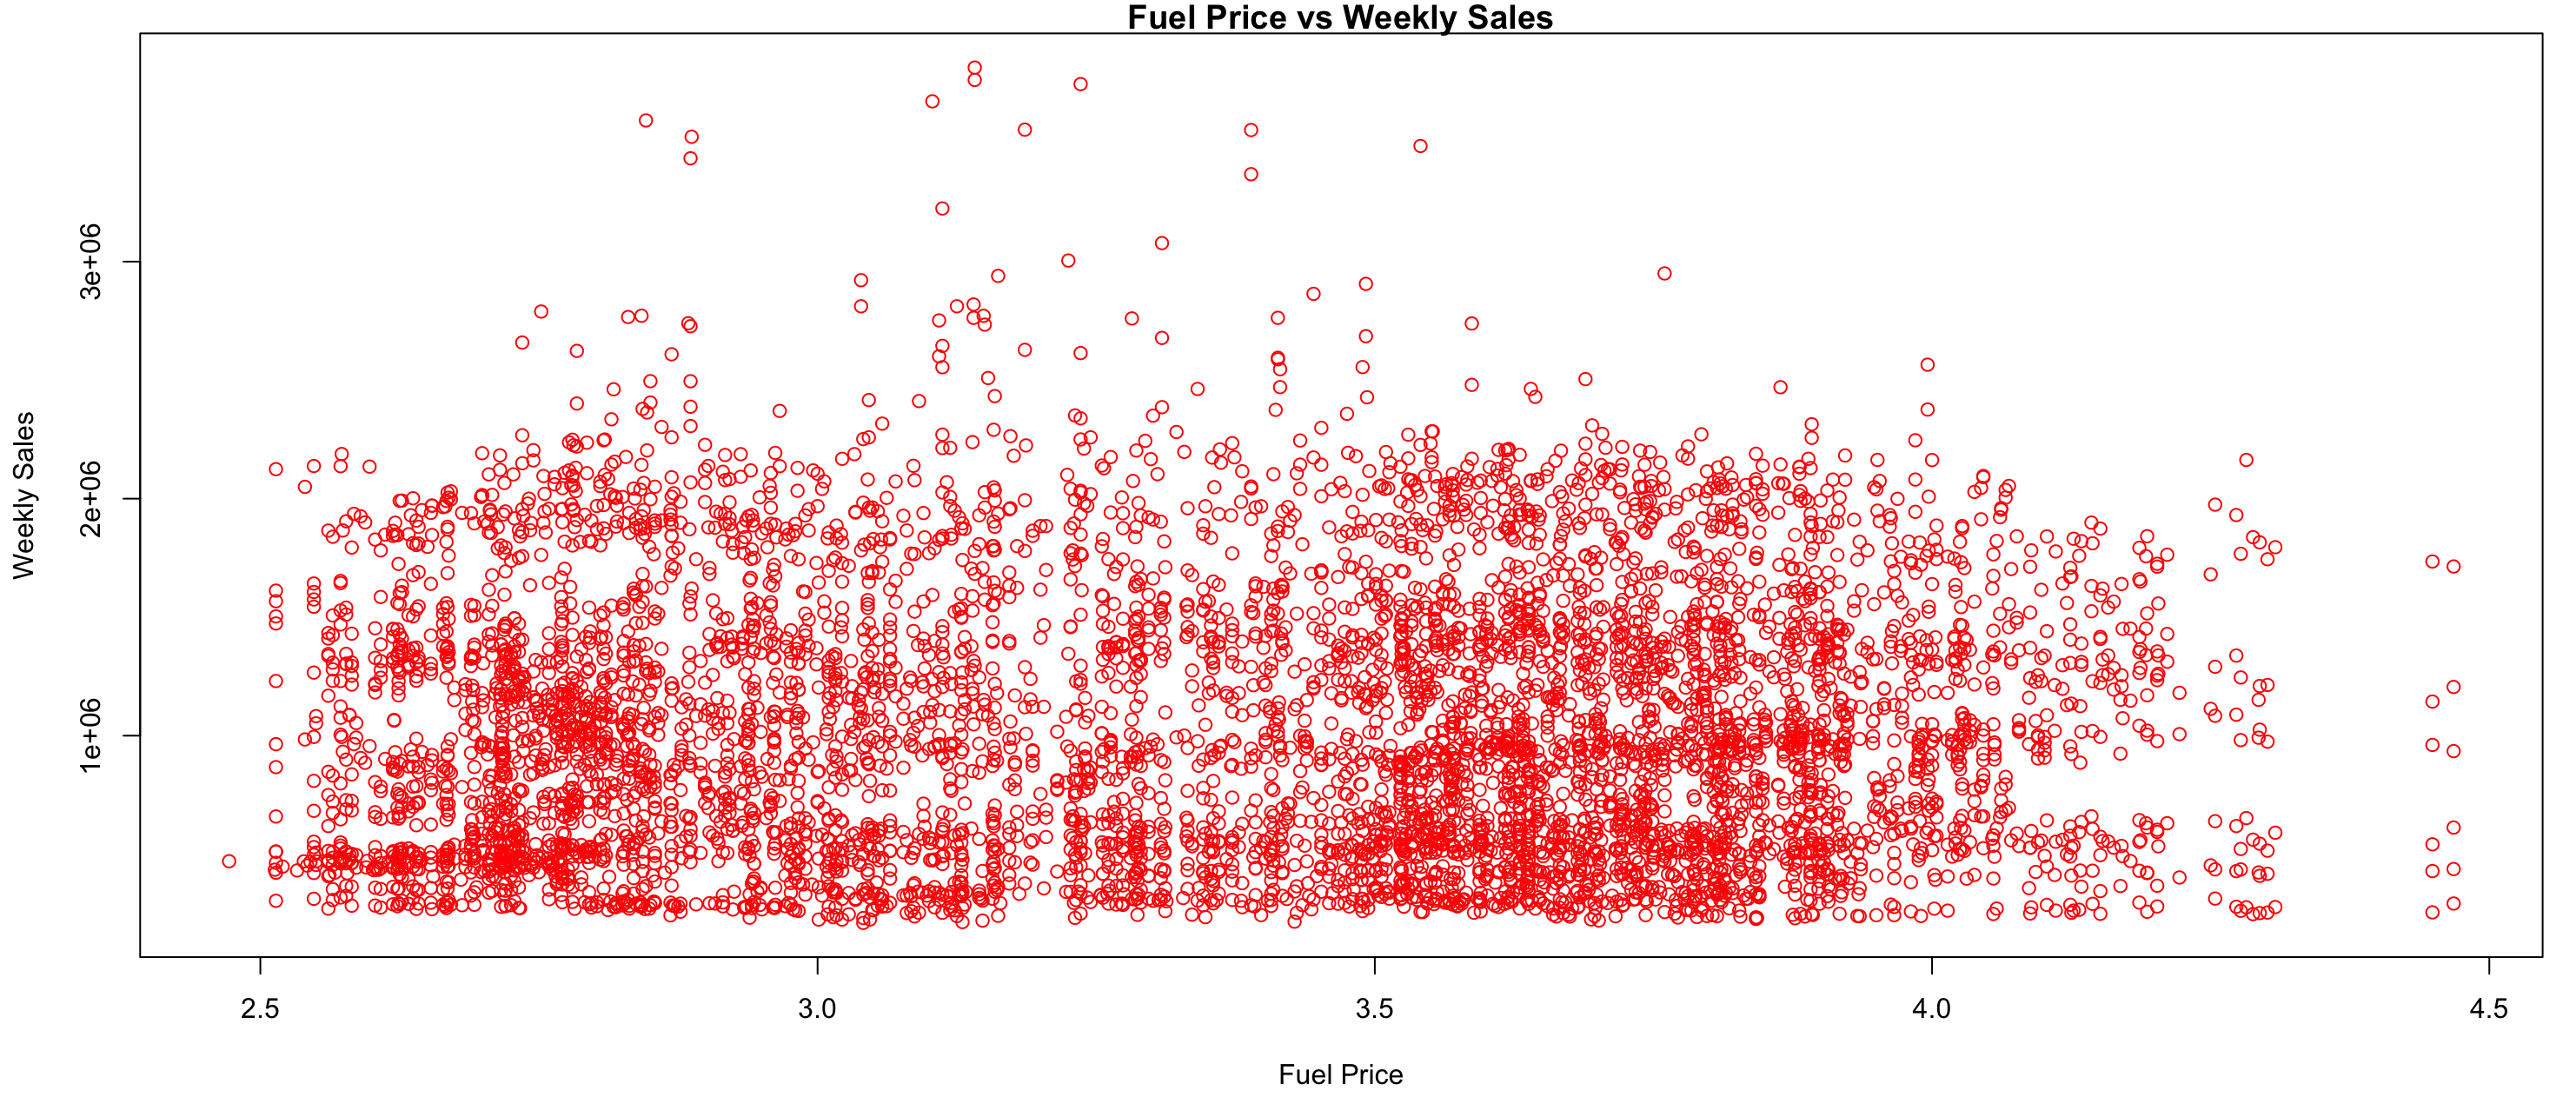 Fuel Price vs Weekly Sales
Weekly Sales
3e+06
2e+06
1e+06
2.5 3.0 3.5 4.0 4.5
Fuel Price